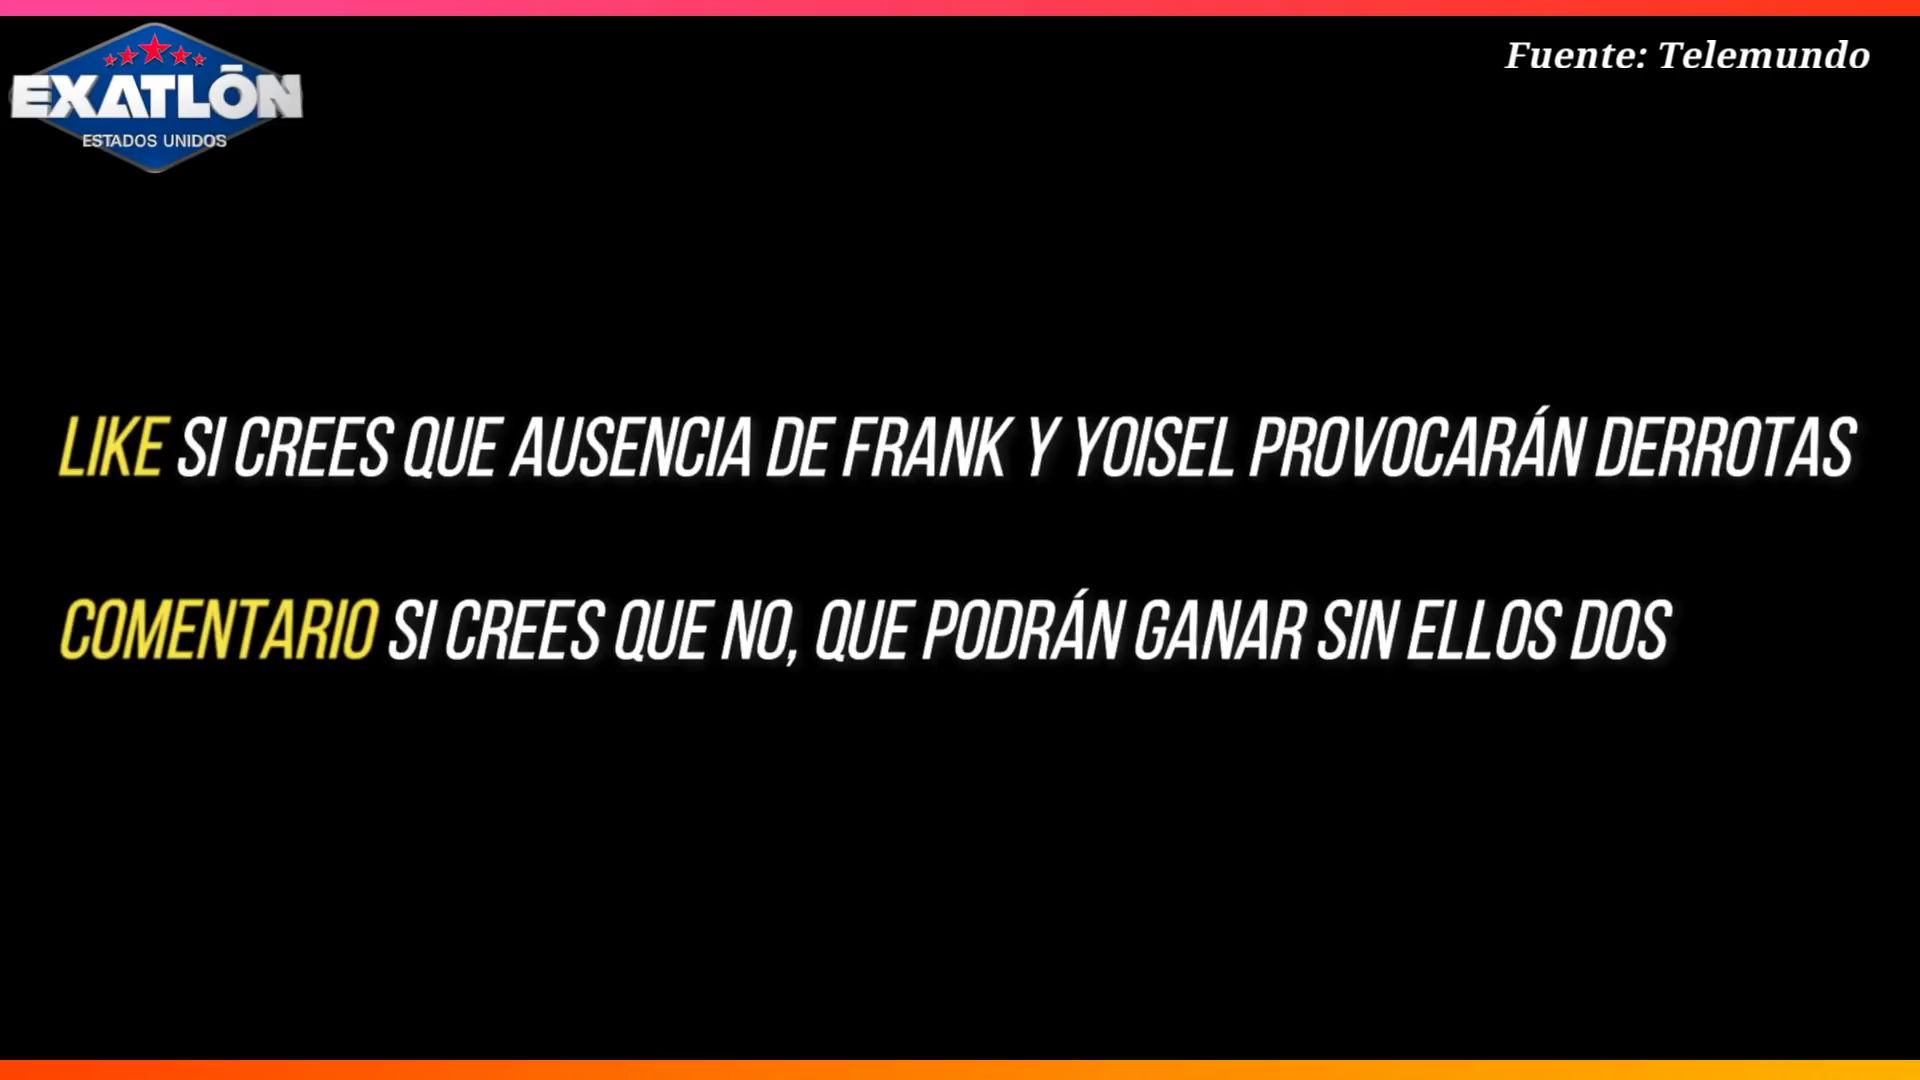 EXATLŌN
ESTADOS UNIDOS
Fuente: Telemundo
LIKE SI CREES QUE AUSENCIA DE FRANK Y YOISEL PROVOCARÁN DERROTAS
COMENTARIO SI CREES QUE NO, QUE PODRÁN GANAR SIN ELLOS DOS